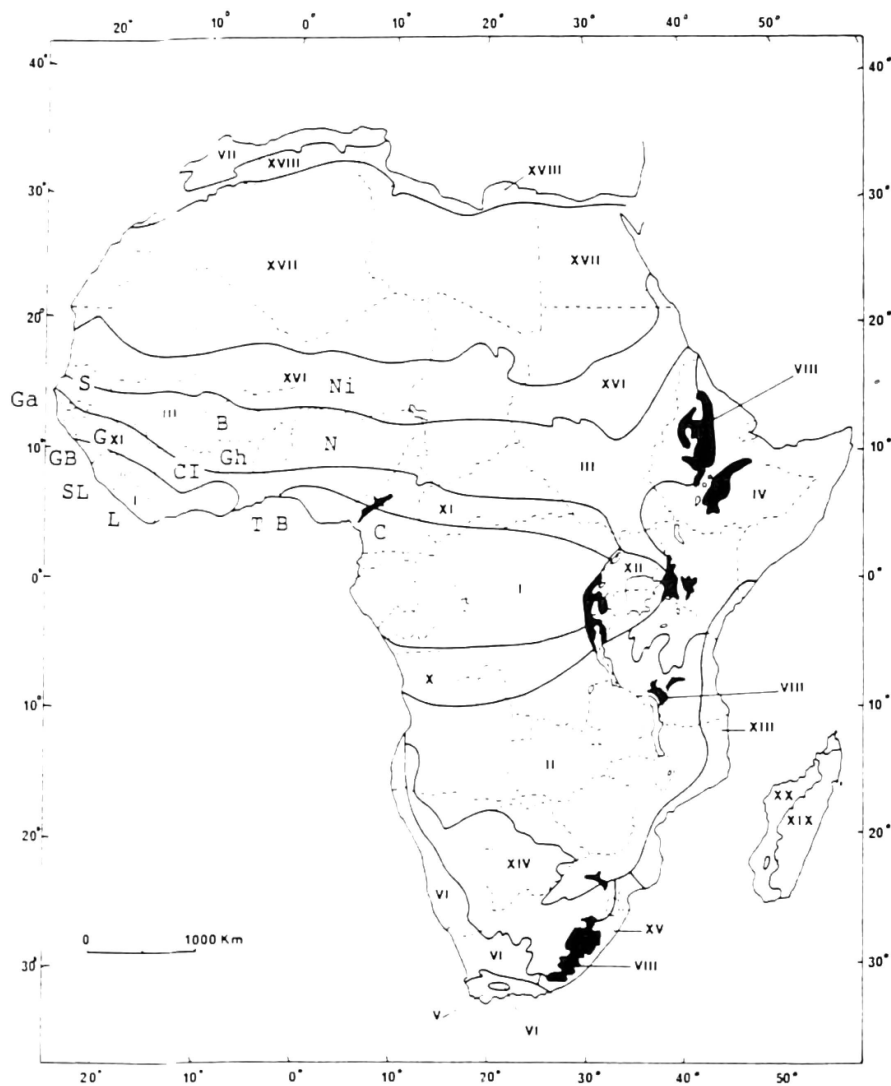 20° 10° 0° 10° 20° 30° 40° 50°
40° 40°
VII
XVIII XVIII
30° 30°
XVII XVII
20° 20°
XVI XVI VIII
S Ni
Ga
III B
10° G XI N 10°
GB Gh III
CI IV
SL I XI
L T B C
XII
0° I 0°
X VIII
10° 10°
XIII
II
XX
XIX
20° 20°
XIV
VI
0 1000 Km XV
VI
30° VIII 30°
V
VI
20° 10° 0° 10° 20° 30° 40° 50°